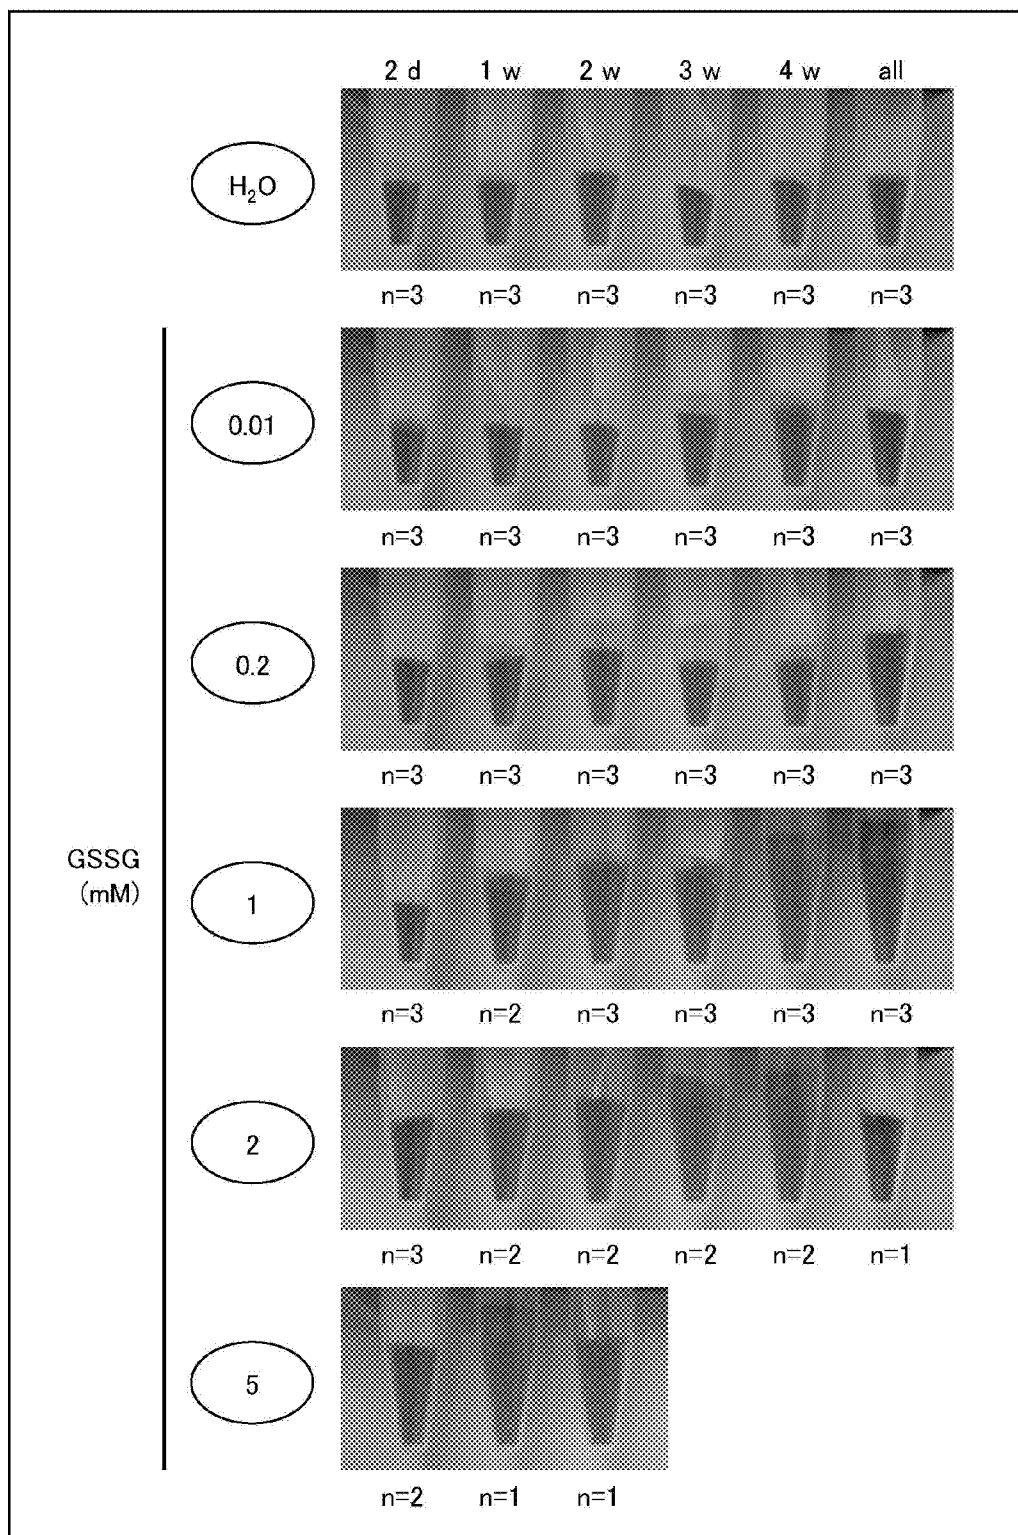 2 d 1 w 2 w 3 w 4 w all
H₂O
n=3 n=3 n=3 n=3 n=3 n=3
0.01
n=3 n=3 n=3 n=3 n=3 n=3
0.2
n=3 n=3 n=3 n=3 n=3 n=3
GSSG
(mM)
1
n=3 n=2 n=3 n=3 n=3 n=3
2
n=3 n=2 n=2 n=2 n=2 n=1
5
n=2 n=1 n=1